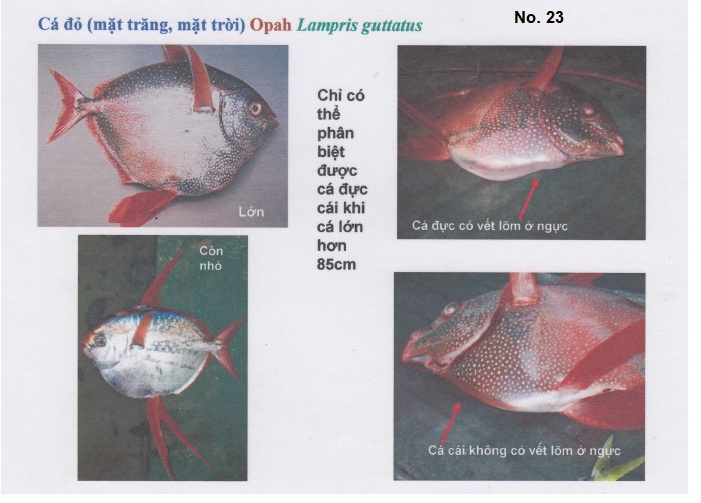 Cá đỏ (mặt trăng, mặt trời) Opah Lampris guttatus
No. 23
Lớn
Còn
nhỏ
Chỉ có
thể
phân
biệt
được
cá đực
cái khi
cá lớn
hơn
85cm
Cá đực có vết lõm ở ngực
Cá cái không có vết lõm ở ngực